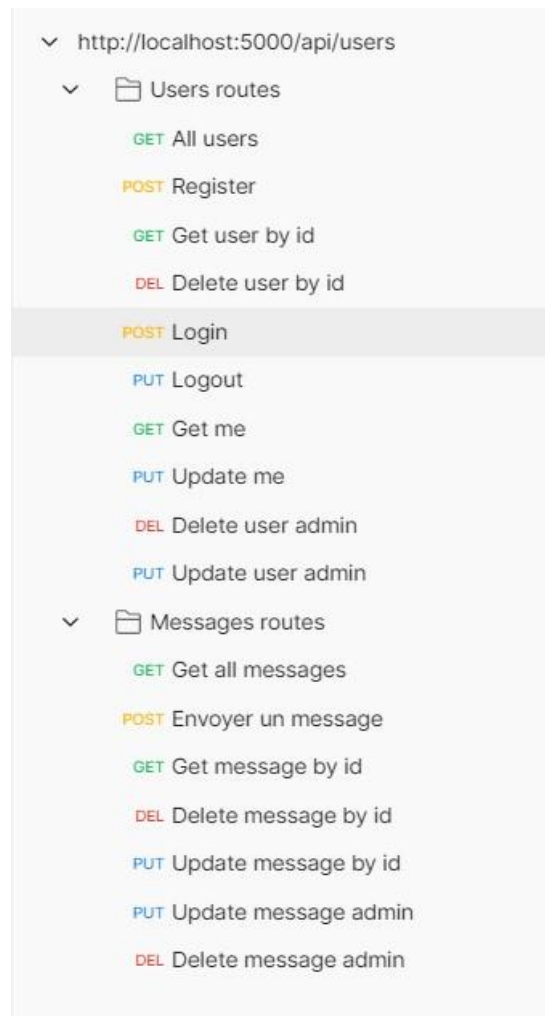 http://localhost:5000/api/users
Users routes
GET All users
POST Register
GET Get user by id
DEL Delete user by id
POST Login
PUT Logout
GET Get me
PUT Update me
DEL Delete user admin
PUT Update user admin
Messages routes
GET Get all messages
POST Envoyer un message
GET Get message by id
DEL Delete message by id
PUT Update message by id
PUT Update message admin
DEL Delete message admin